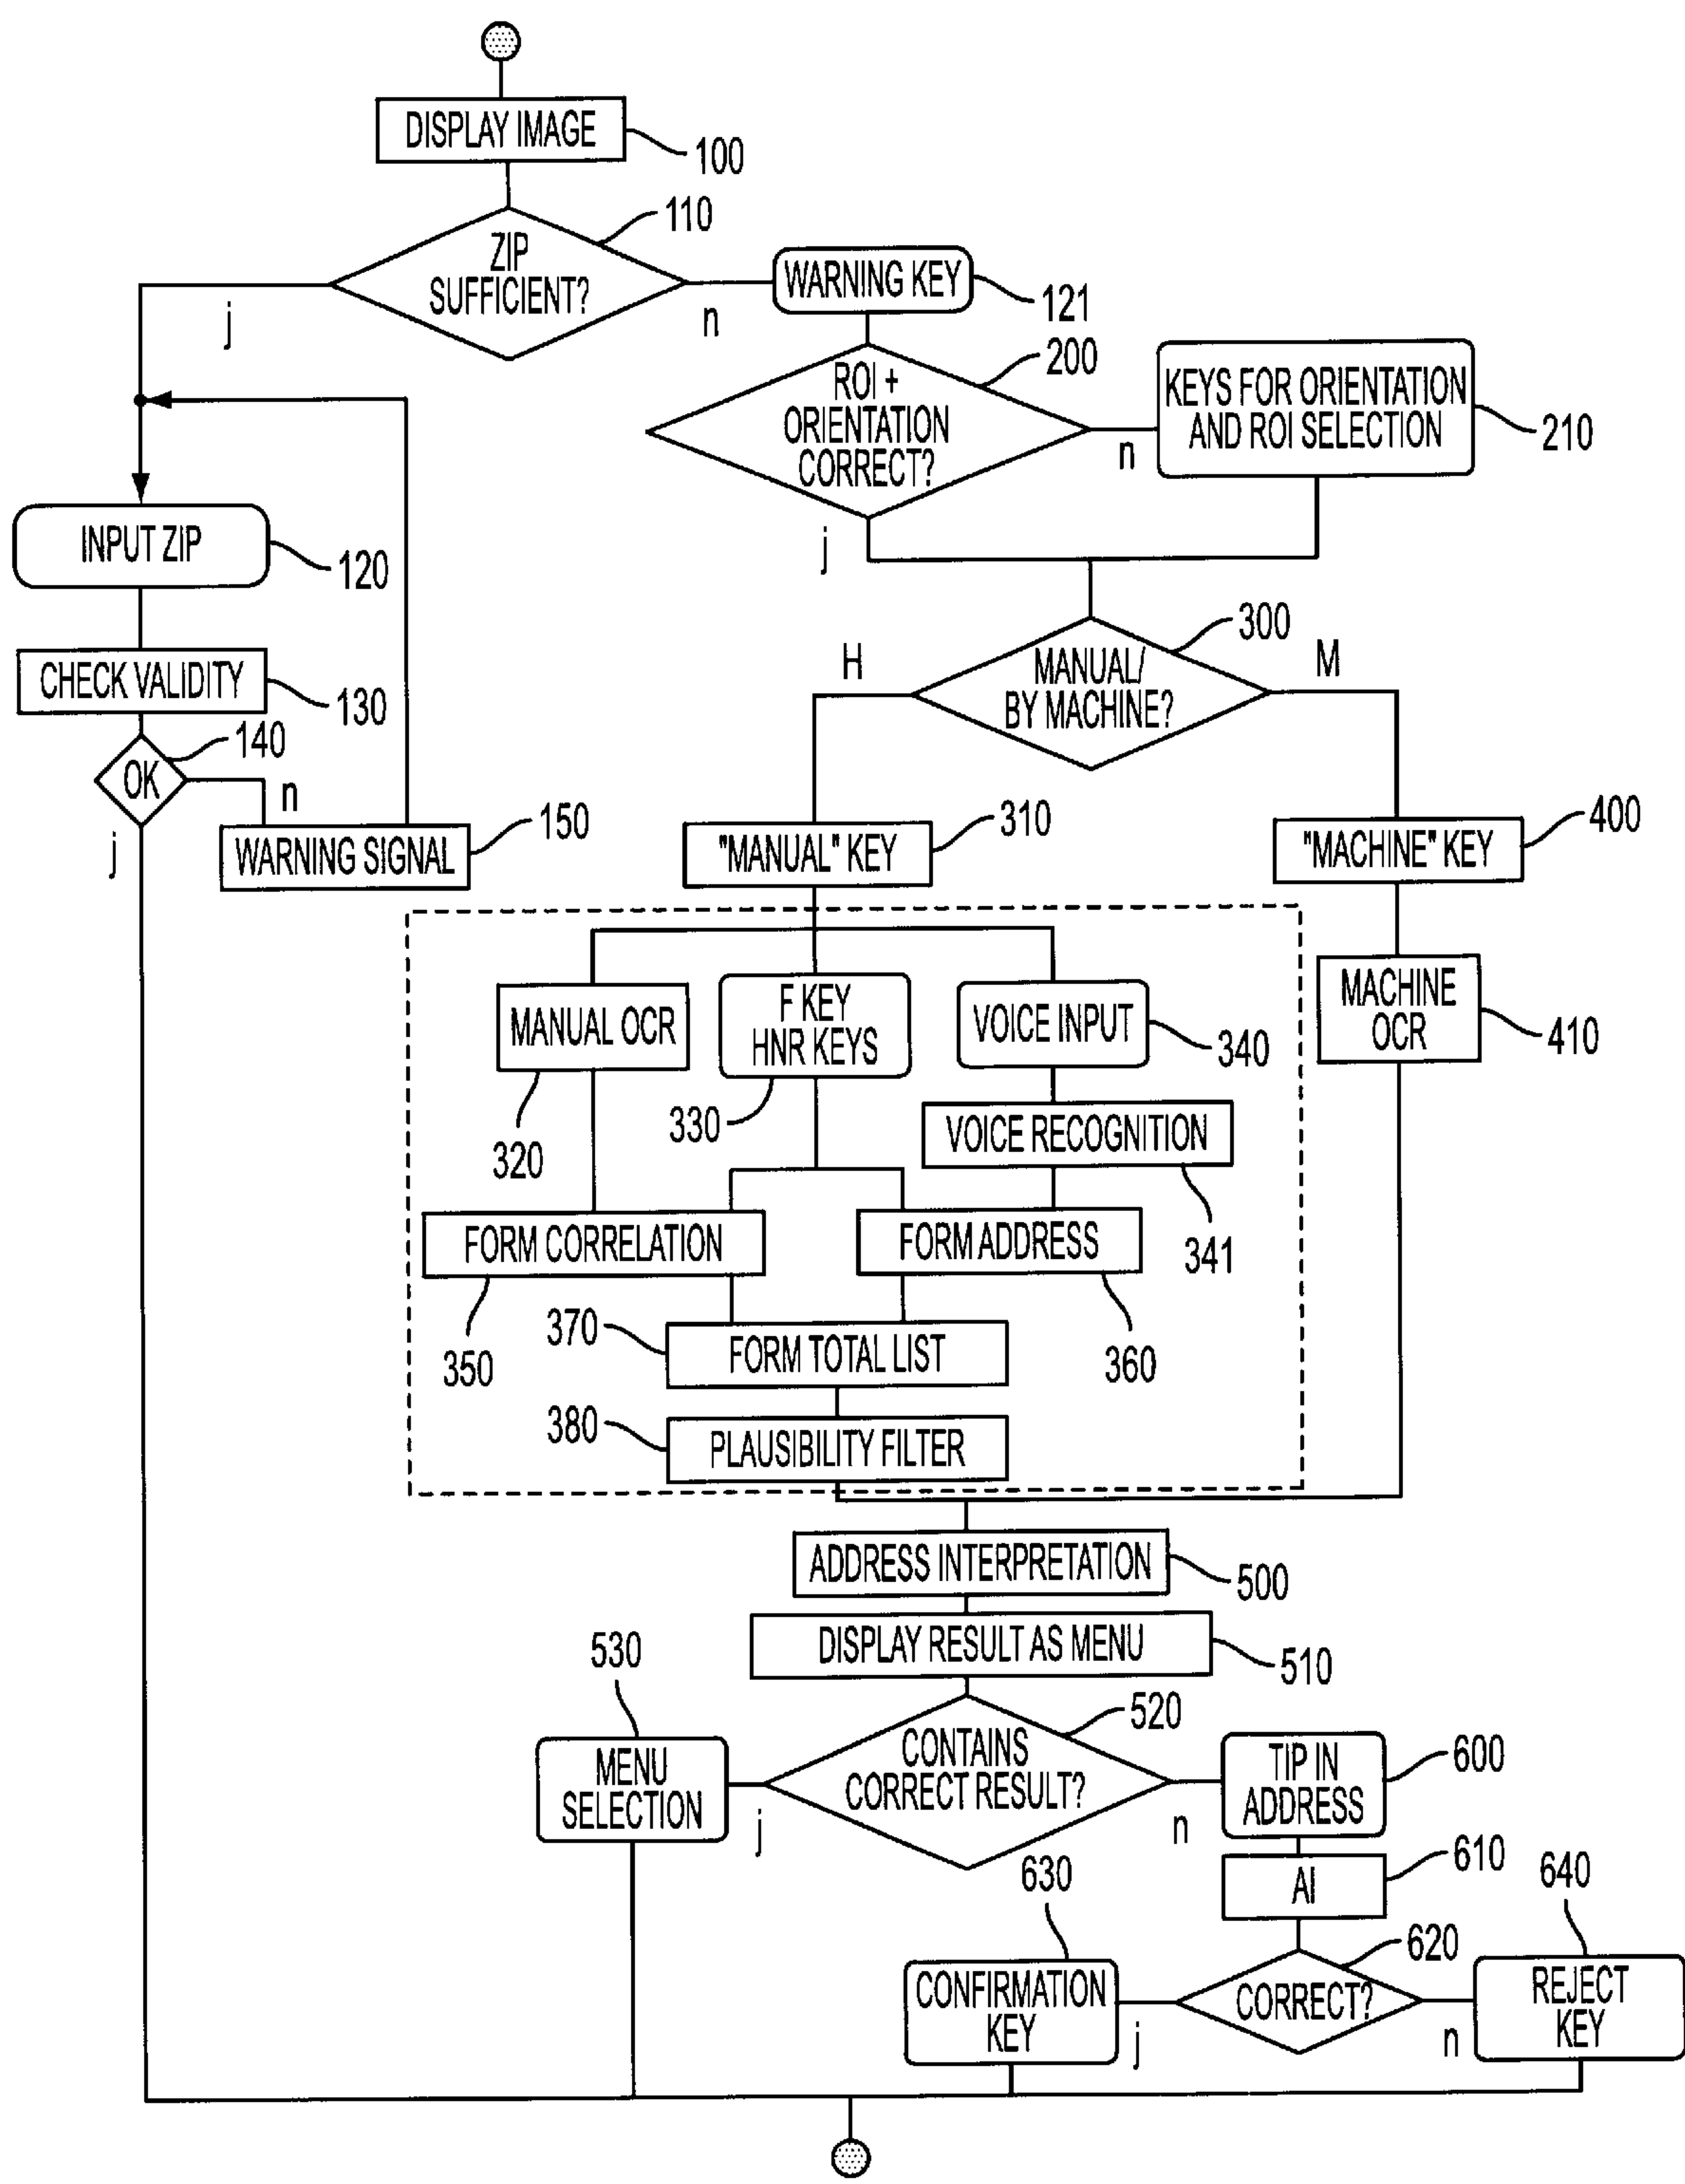 DISPLAY IMAGE
100
110
ZIP
SUFFICIENT?
j
n
WARNING KEY
121
200
ROI +
ORIENTATION
CORRECT?
n
j
KEYS FOR ORIENTATION
AND ROI SELECTION
210
INPUT ZIP
120
CHECK VALIDITY
130
140
OK
n
j
WARNING SIGNAL
150
300
H
MANUAL/
BY MACHINE?
M
"MANUAL" KEY
310
"MACHINE" KEY
400
MANUAL OCR
320
F KEY
HNR KEYS
330
VOICE INPUT
340
MACHINE
OCR
410
VOICE RECOGNITION
341
FORM CORRELATION
350
FORM ADDRESS
360
370
FORM TOTAL LIST
380
PLAUSIBILITY FILTER
ADDRESS INTERPRETATION
500
DISPLAY RESULT AS MENU
510
520
CONTAINS
CORRECT RESULT?
j
n
530
MENU
SELECTION
TIP IN
ADDRESS
600
AI
610
620
CORRECT?
j
n
630
CONFIRMATION
KEY
640
REJECT
KEY